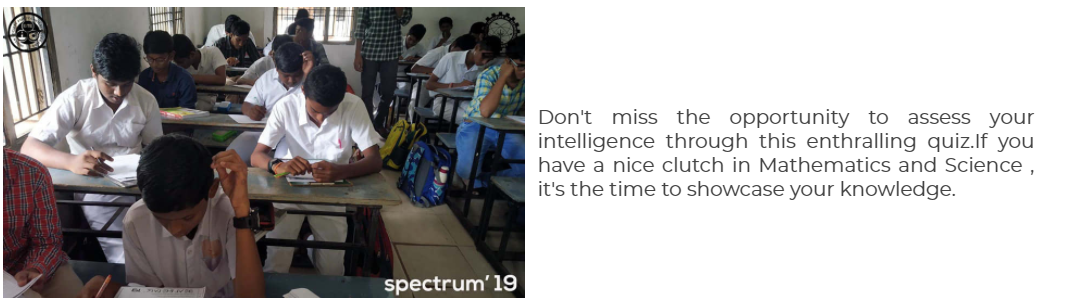 spectrum' 19
Don't miss the opportunity to assess your
intelligence through this enthralling quiz.If you
have a nice clutch in Mathematics and Science ,
it's the time to showcase your knowledge.